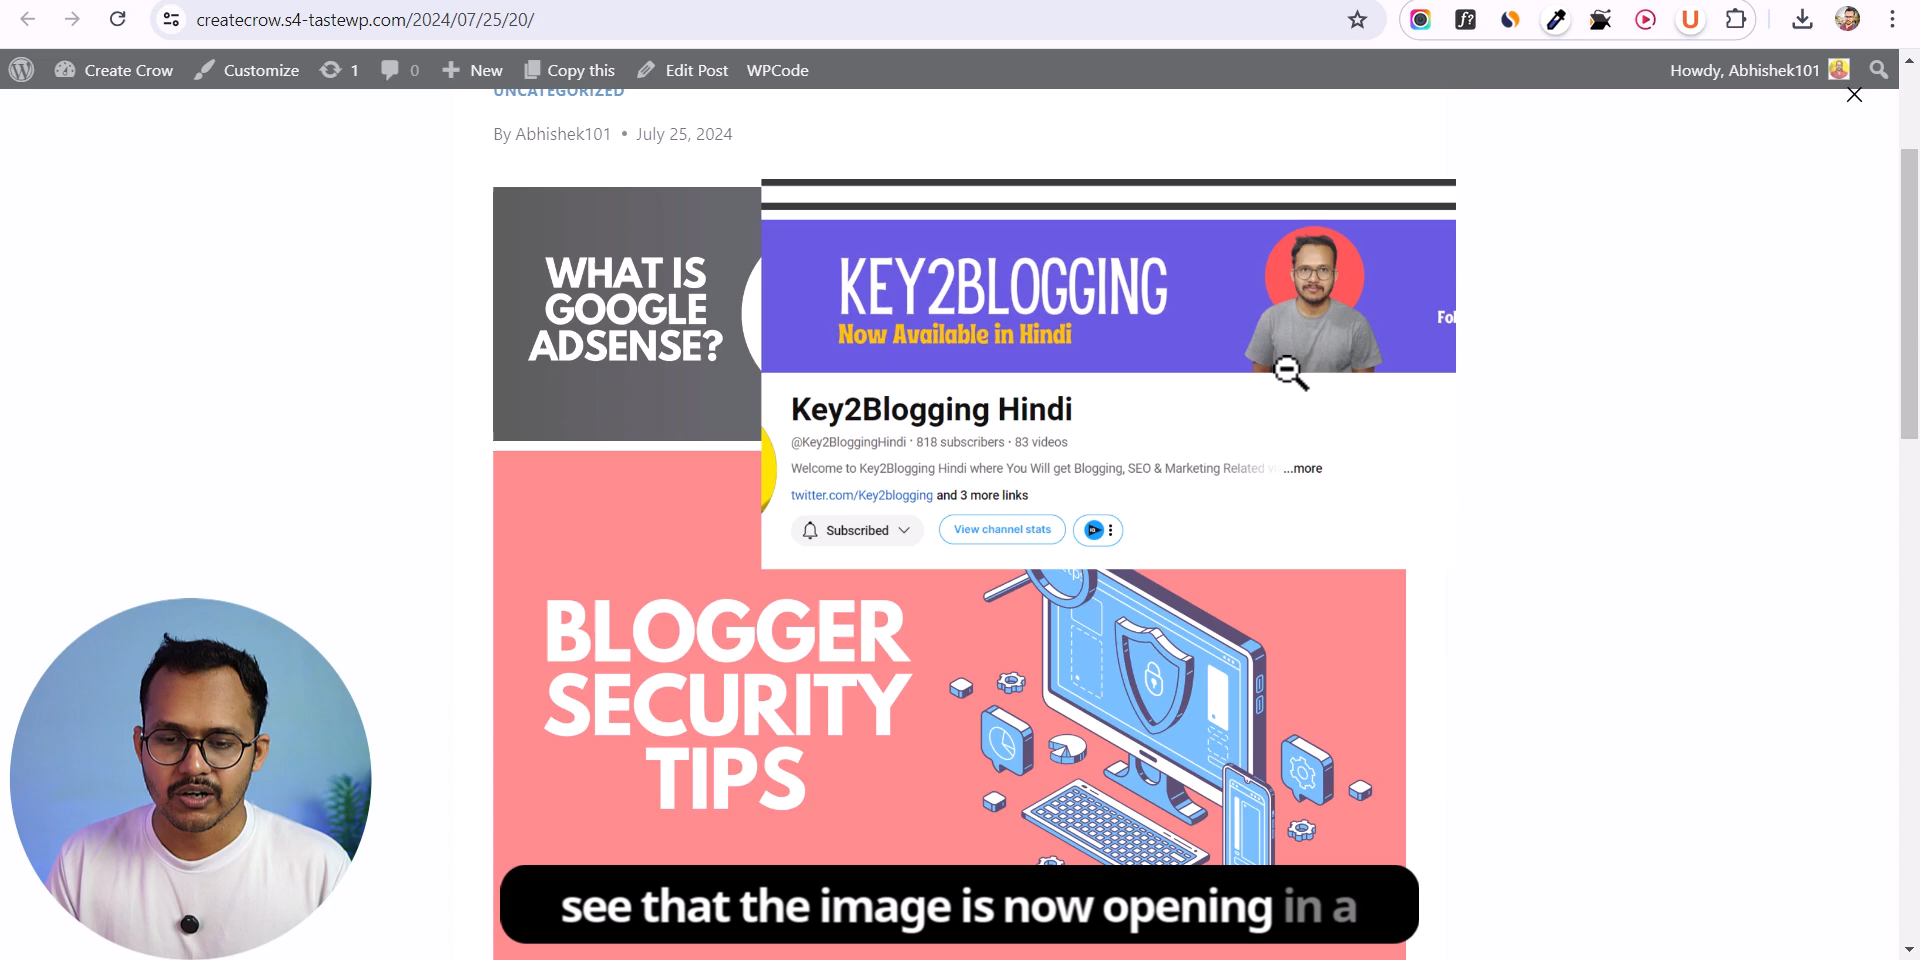 createcrow.s4-tastewp.com/2024/07/25/20/
Create Crow Customize 1 0 New Copy this Edit Post WPCode Howdy, Abhishek101
UNCATEGORIZED
By Abhishek101 • July 25, 2024
WHAT IS
GOOGLE
ADSENSE?
KEY2BLOGGING
Now Available in Hindi
Key2Blogging Hindi
@Key2BloggingHindi · 818 subscribers · 83 videos
Welcome to Key2Blogging Hindi where You Will get Blogging, SEO & Marketing Related ...more
twitter.com/Key2blogging and 3 more links
Subscribed View channel stats
BLOGGER
SECURITY
TIPS
see that the image is now opening in a